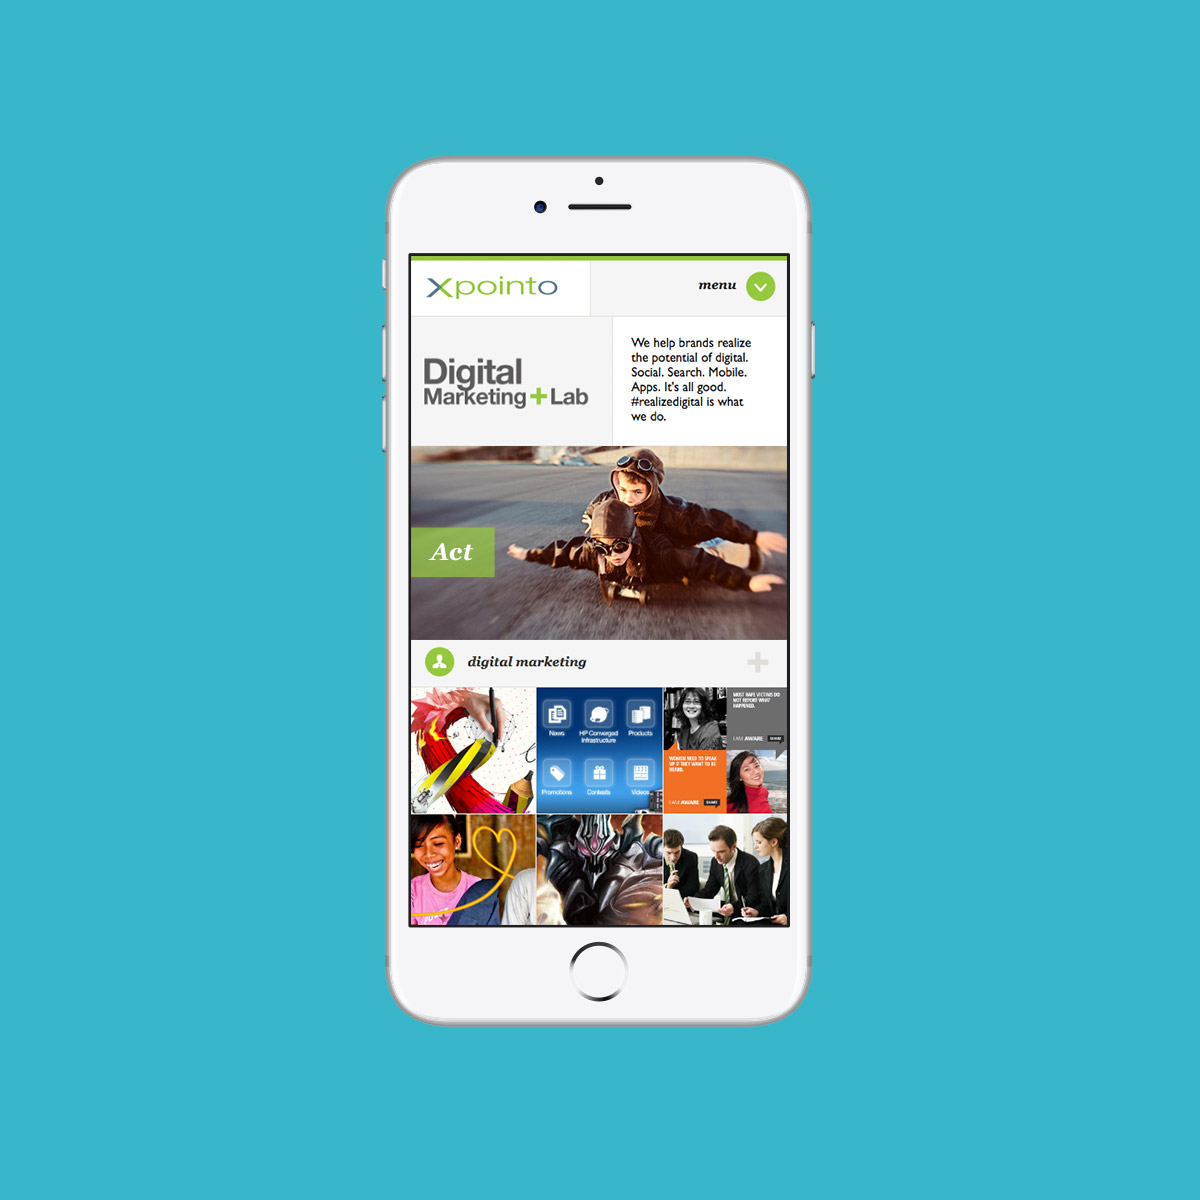 xpointo
menu
Digital
Marketing + Lab
We help brands realize
the potential of digital.
Social. Search. Mobile.
Apps. It's all good.
#realizedigital is what
we do.
Act
digital marketing
News
HP Converged
Infrastructure
Products
Promotions
Contests
Videos
MOST RAPE VICTIMS DO
NOT REPORT WHAT
HAPPENED.
I AM AWARE
SHARE
WOMEN NEED TO SPEAK
UP IF THEY WANT TO BE
HEARD.
I AM AWARE
SHARE